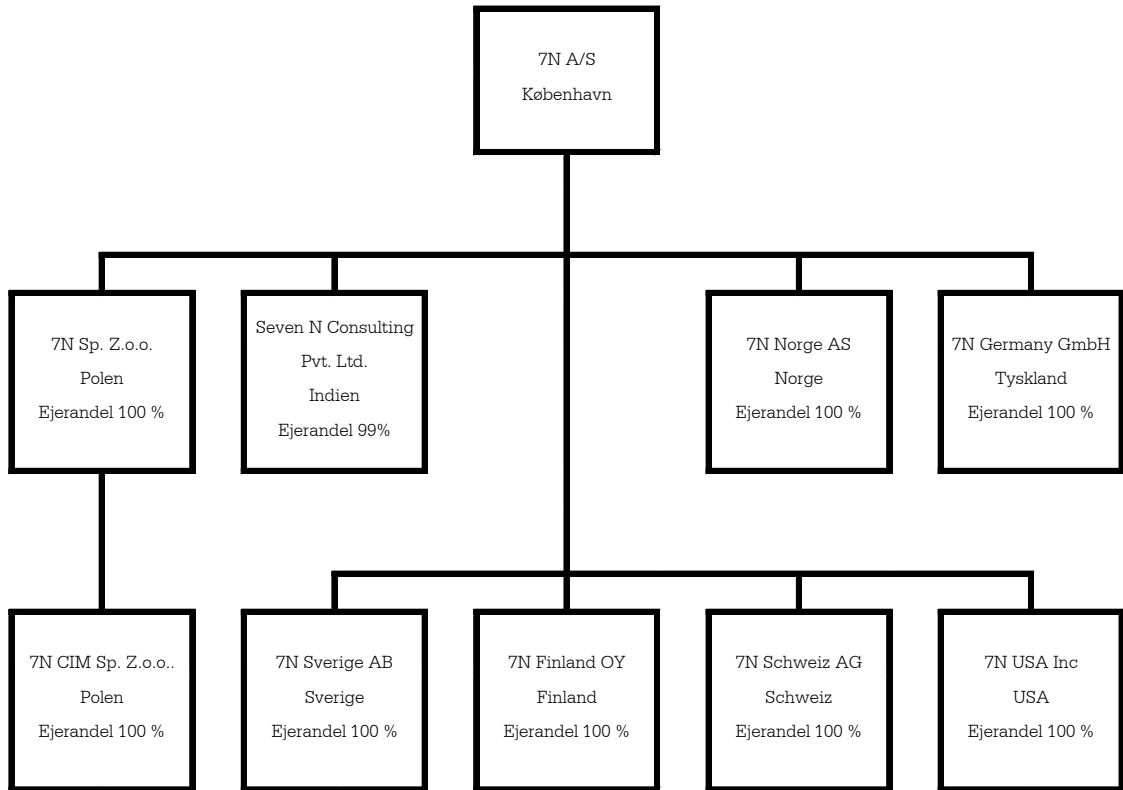 7N A/S
København
7N Sp. Z.o.o.
Polen
Ejerandel 100 %
Seven N Consulting
Pvt. Ltd.
Indien
Ejerandel 99%
7N Norge AS
Norge
Ejerandel 100 %
7N Germany GmbH
Tyskland
Ejerandel 100 %
7N CIM Sp. Z.o.o..
Polen
Ejerandel 100 %
7N Sverige AB
Sverige
Ejerandel 100 %
7N Finland OY
Finland
Ejerandel 100 %
7N Schweiz AG
Schweiz
Ejerandel 100 %
7N USA Inc
USA
Ejerandel 100 %